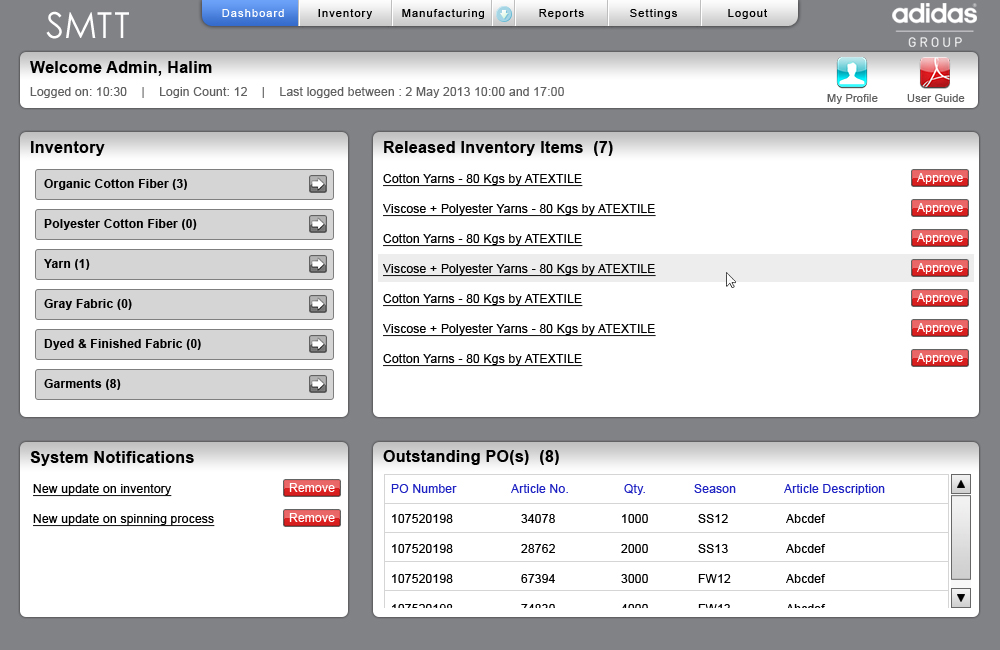 SMTT
Dashboard Inventory Manufacturing Reports Settings Logout
adidas
GROUP
Welcome Admin, Halim
Logged on: 10:30 | Login Count: 12 | Last logged between : 2 May 2013 10:00 and 17:00
My Profile User Guide
Inventory
Organic Cotton Fiber (3)
Polyester Cotton Fiber (0)
Yarn (1)
Gray Fabric (0)
Dyed & Finished Fabric (0)
Garments (8)
Released Inventory Items (7)
Cotton Yarns - 80 Kgs by ATEXTILE Approve
Viscose + Polyester Yarns - 80 Kgs by ATEXTILE Approve
Cotton Yarns - 80 Kgs by ATEXTILE Approve
Viscose + Polyester Yarns - 80 Kgs by ATEXTILE Approve
Cotton Yarns - 80 Kgs by ATEXTILE Approve
Viscose + Polyester Yarns - 80 Kgs by ATEXTILE Approve
Cotton Yarns - 80 Kgs by ATEXTILE Approve
System Notifications
New update on inventory Remove
New update on spinning process Remove
Outstanding PO(s) (8)
PO Number Article No. Qty. Season Article Description
107520198 34078 1000 SS12 Abcdef
107520198 28762 2000 SS13 Abcdef
107520198 67394 3000 FW12 Abcdef